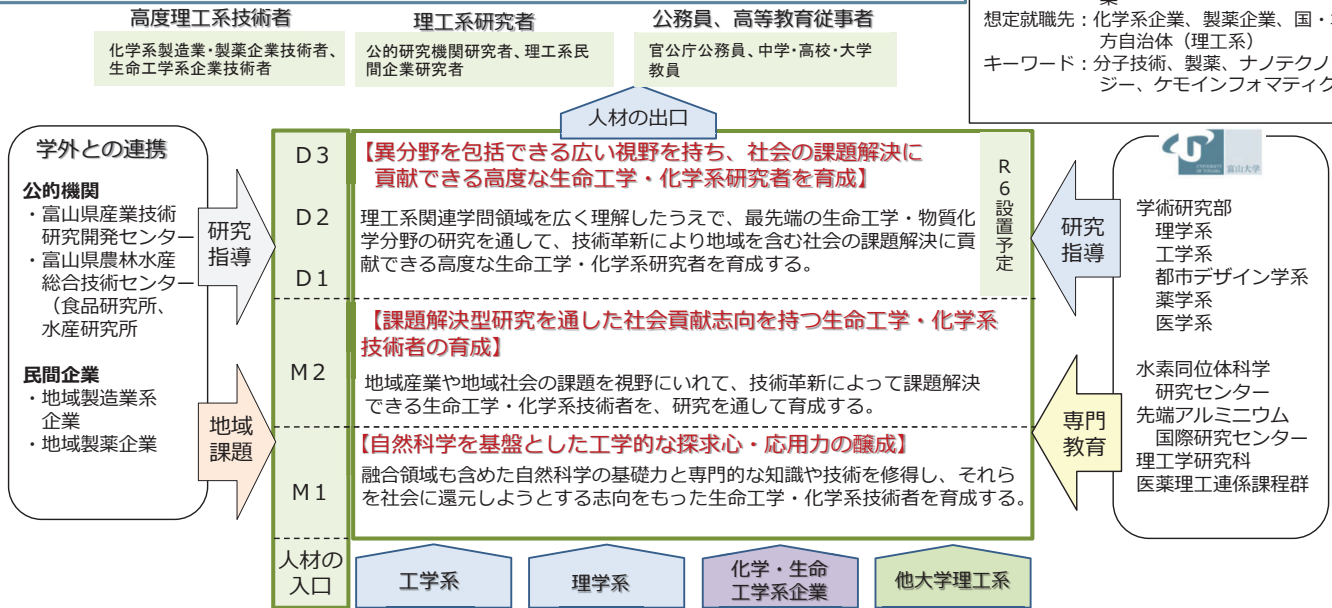 高度理工系技術者
化学系製造業・製薬企業技術者、
生命工学系企業技術者
理工系研究者
公的研究機関研究者、理工系民
間企業研究者
公務員、高等教育従事者
官公庁公務員、中学・高校・大学
教員
想定就職先：化学系企業、製薬企業、国・
方自治体（理工系）
キーワード：分子技術、製薬、ナノテクノ
ジー、ケモインフォマティク
人材の出口
学外との連携
公的機関
・富山県産業技術
研究開発センター
・富山県農林水産
総合技術センター
（食品研究所、
水産研究所
民間企業
・地域製造業系
企業
・地域製薬企業
研究
指導
地域
課題
D3
D2
D1
M2
M1
人材の
入口
【異分野を包括できる広い視野を持ち、社会の課題解決に
貢献できる高度な生命工学・化学系研究者を育成】
理工系関連学問領域を広く理解したうえで、最先端の生命工学・物質化
学分野の研究を通して、技術革新により地域を含む社会の課題解決に貢
献できる高度な生命工学・化学系研究者を育成する。
R6設置予定
【課題解決型研究を通した社会貢献志向を持つ生命工学・化学系
技術者の育成】
地域産業や地域社会の課題を視野にいれて、技術革新によって課題解決
できる生命工学・化学系技術者を、研究を通して育成する。
【自然科学を基盤とした工学的な探求心・応用力の醸成】
融合領域も含めた自然科学の基礎力と専門的な知識や技術を修得し、それら
を社会に還元しようとする志向をもった生命工学・化学系技術者を育成する。
工学系
理学系
化学・生命
工学系企業
他大学理工系
研究
指導
専門
教育
富山大学
学術研究部
理学系
工学系
都市デザイン学系
薬学系
医学系
水素同位体科学
研究センター
先端アルミニウム
国際研究センター
理工学研究科
医薬理工連係課程群